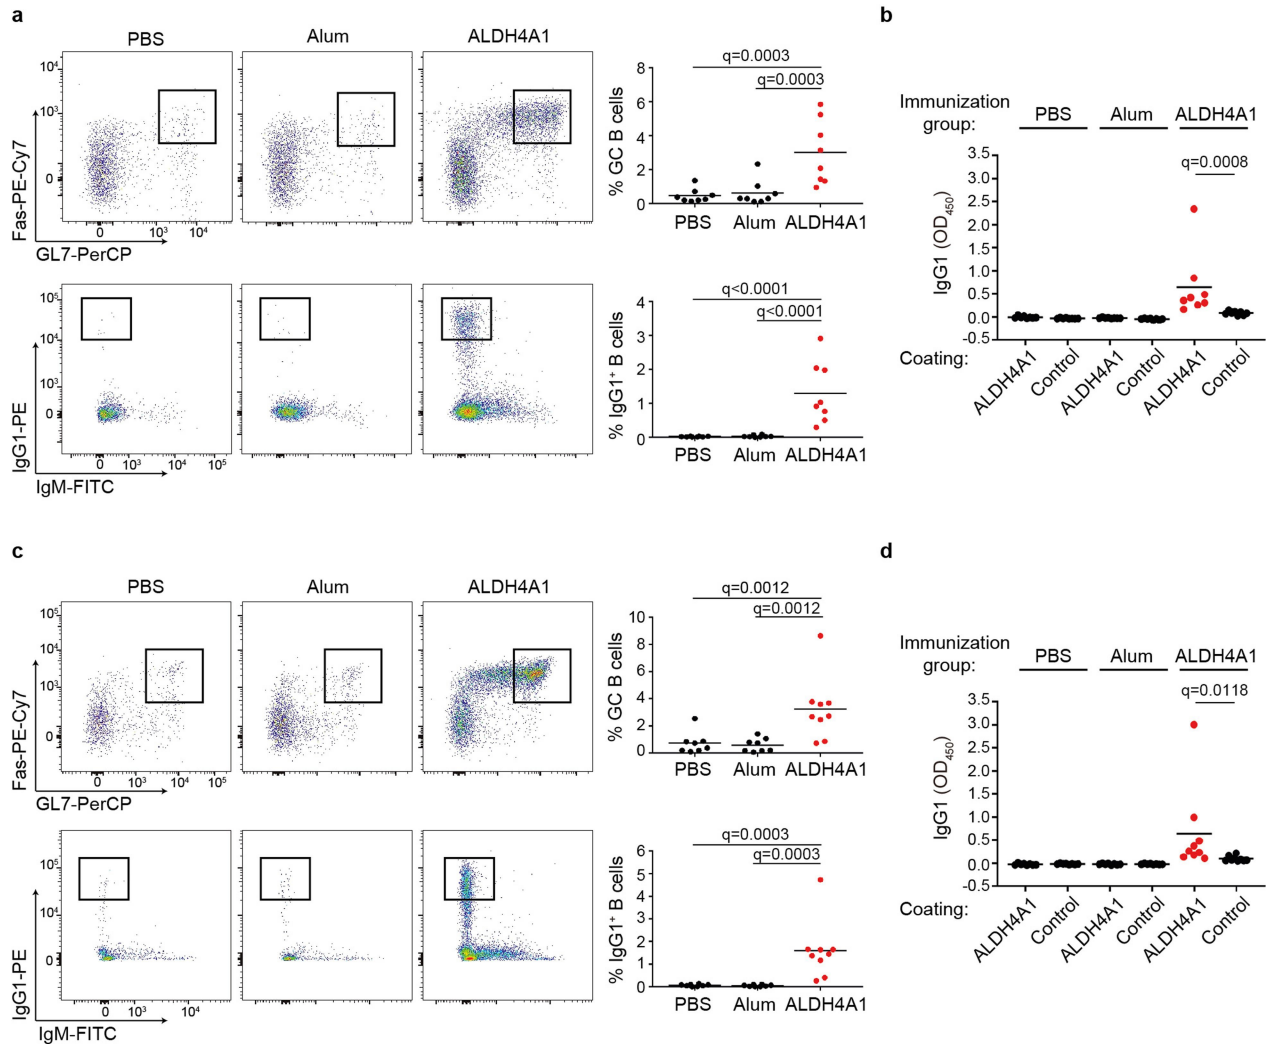 a
PBS
Alum
ALDH4A1
10⁴
10³
0
Fas-PE-Cy7
0
10³
10⁴
GL7-PerCP
q=0.0003
q=0.0003
8
6
4
2
0
% GC B cells
PBS
Alum
ALDH4A1
10⁵
10⁴
10³
0
IgG1-PE
0
10³
10⁴
10⁵
IgM-FITC
q<0.0001
q<0.0001
4
3
2
1
0
% IgG1⁺ B cells
PBS
Alum
ALDH4A1
b
Immunization
group:
PBS
Alum
ALDH4A1
q=0.0008
3.5
3.0
2.5
2.0
1.5
1.0
0.5
0.0
-0.5
IgG1 (OD₄₅₀)
Coating:
ALDH4A1
Control
ALDH4A1
Control
ALDH4A1
Control
c
PBS
Alum
ALDH4A1
10⁵
10⁴
10³
0
Fas-PE-Cy7
0
10³
10⁴
10⁵
GL7-PerCP
q=0.0012
q=0.0012
10
8
6
4
2
0
% GC B cells
PBS
Alum
ALDH4A1
10⁵
10⁴
0
IgG1-PE
0
10³
10⁴
IgM-FITC
q=0.0003
q=0.0003
6
5
4
3
2
1
0
% IgG1⁺ B cells
PBS
Alum
ALDH4A1
d
Immunization
group:
PBS
Alum
ALDH4A1
q=0.0118
3.5
3.0
2.5
2.0
1.5
1.0
0.5
0.0
-0.5
IgG1 (OD₄₅₀)
Coating:
ALDH4A1
Control
ALDH4A1
Control
ALDH4A1
Control